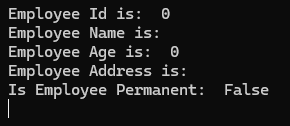 Employee Id is:  0
Employee Name is:
Employee Age is:  0
Employee Address is:
Is Employee Permanent:  False